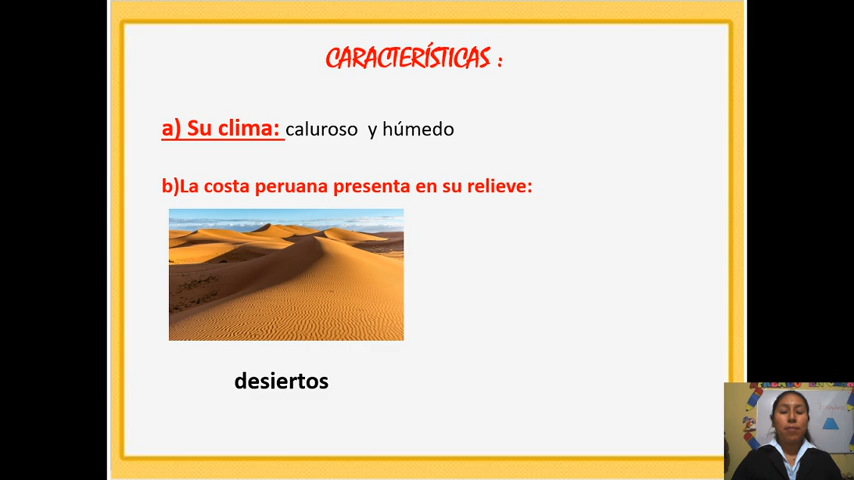 CARACTERÍSTICAS :
a) Su clima: caluroso y húmedo
b)La costa peruana presenta en su relieve:
desiertos